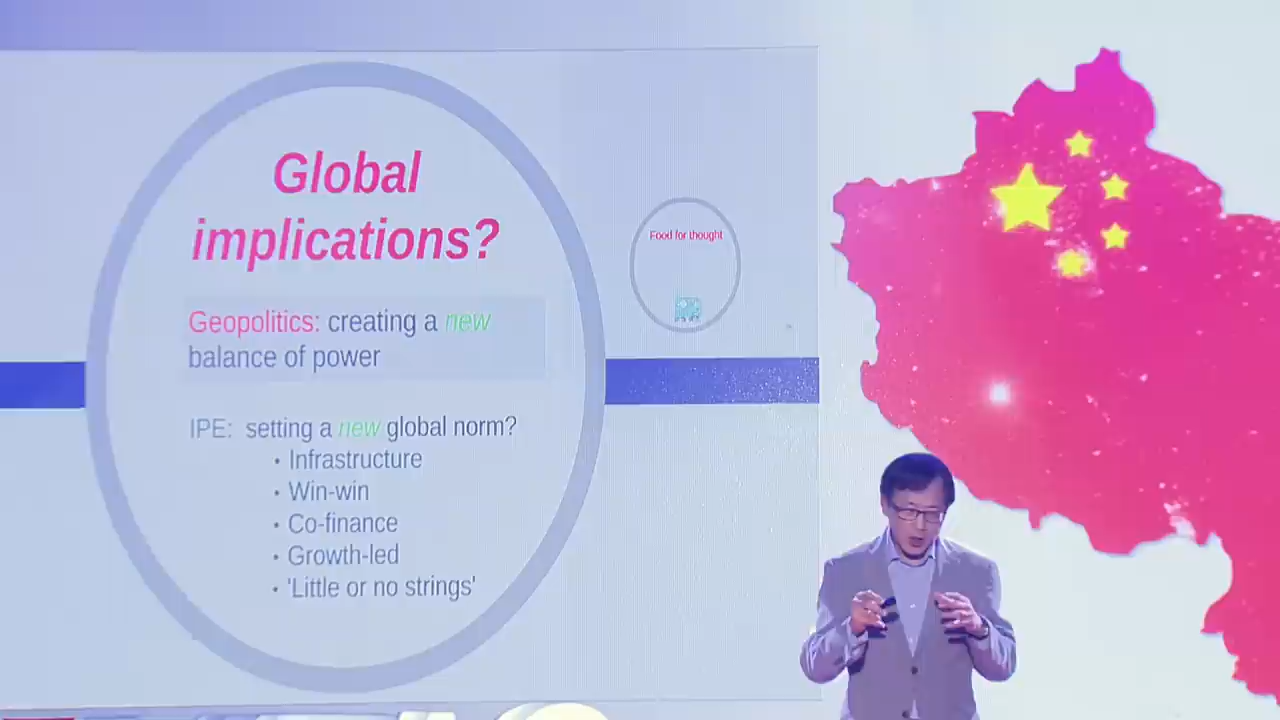 Global
implications?
Geopolitics: creating a new
balance of power
IPE: setting a new global norm?
• Infrastructure
• Win-win
• Co-finance
• Growth-led
• 'Little or no strings'
Food for thought